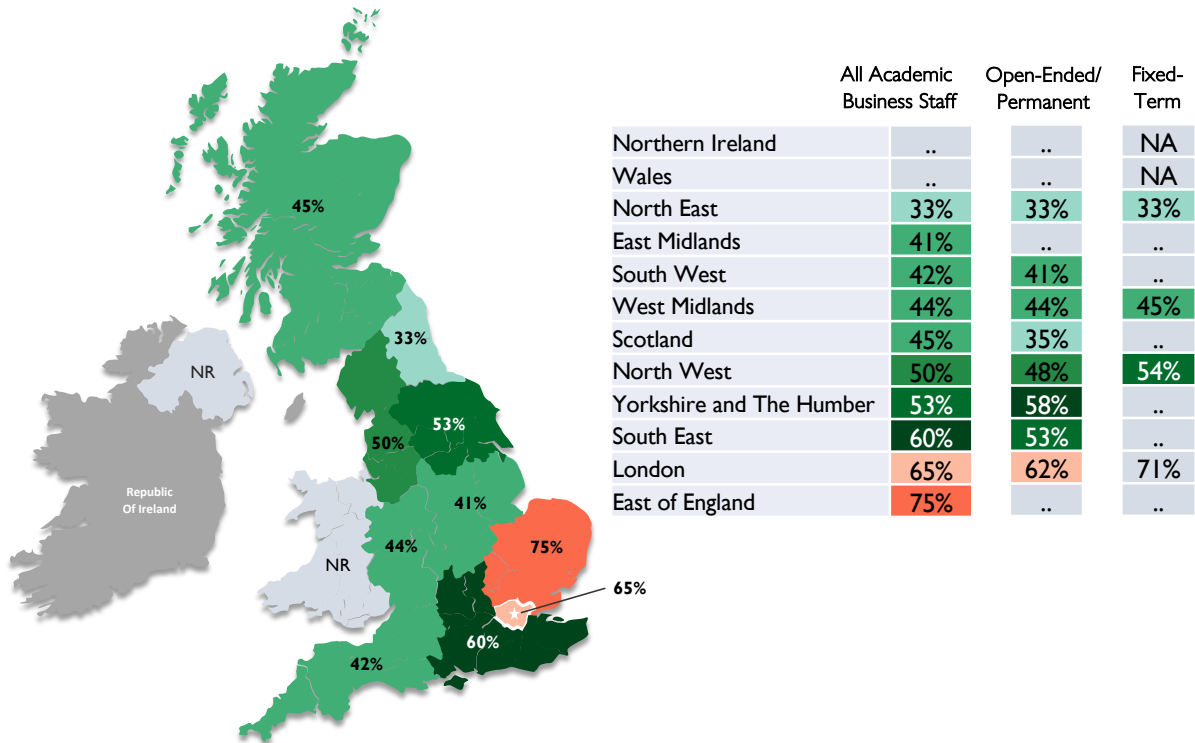 45%
33%
NR
53%
50%
Republic
Of Ireland
41%
75%
44%
NR
65%
60%
42%
All Academic Business Staff Open-Ended/ Permanent Fixed- Term
Northern Ireland .. .. NA
Wales .. .. NA
North East 33% 33% 33%
East Midlands 41% .. ..
South West 42% 41% ..
West Midlands 44% 44% 45%
Scotland 45% 35% ..
North West 50% 48% 54%
Yorkshire and The Humber 53% 58% ..
South East 60% 53% ..
London 65% 62% 71%
East of England 75% .. ..